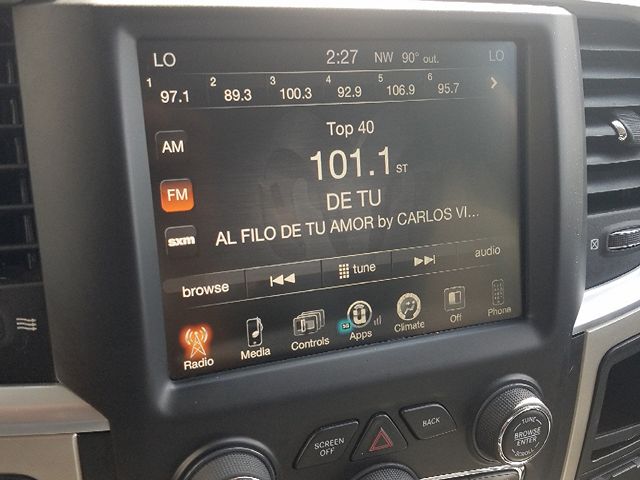 LO 2:27 NW 90° out. LO
1 97.1 2 89.3 3 100.3 4 92.9 5 106.9 6 95.7
Top 40
AM
101.1 ST
FM
DE TU
sxm
AL FILO DE TU AMOR by CARLOS VI...
browse tune audio
Radio Media Controls 5G Apps Climate Off Phone
SCREEN OFF
BACK
TUNE
BROWSE
ENTER
SCROLL